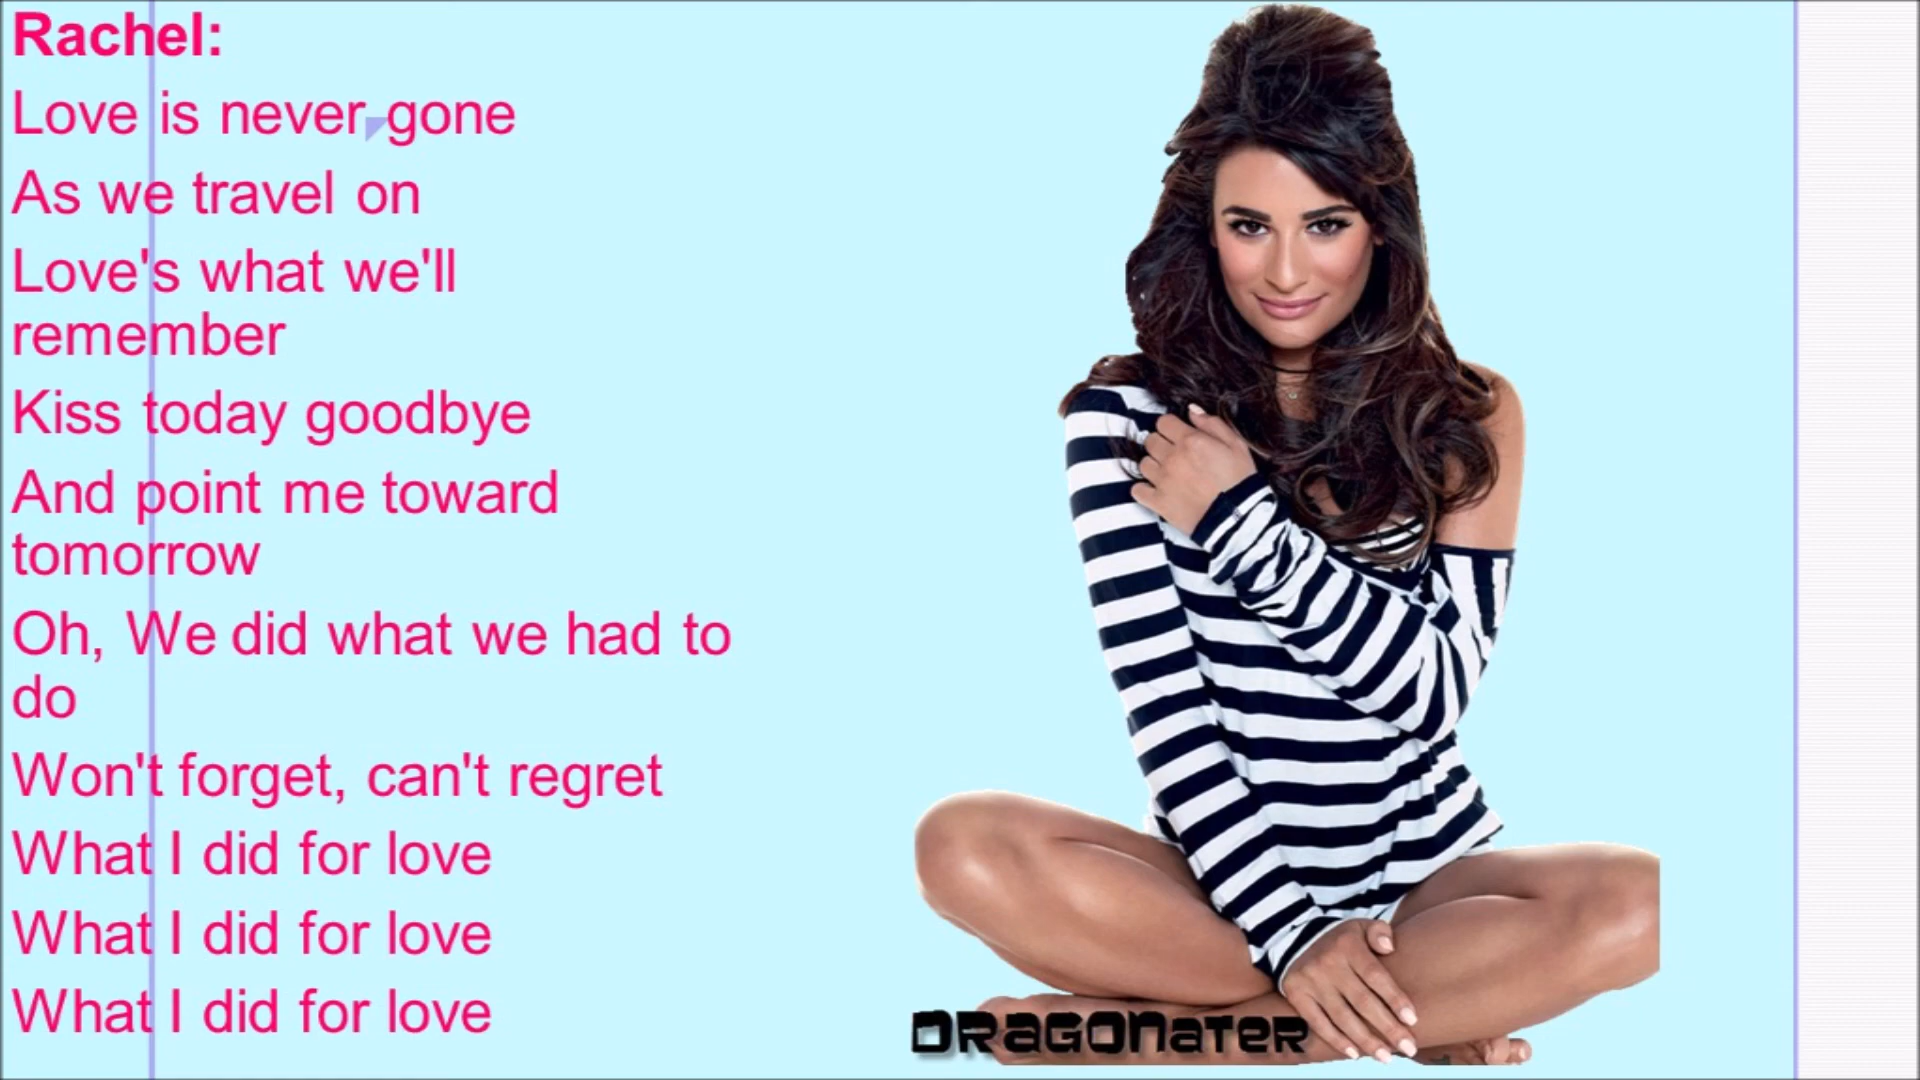 Rachel:
Love is never gone
As we travel on
Love's what we'll
remember
Kiss today goodbye
And point me toward
tomorrow
Oh, We did what we had to
do
Won't forget, can't regret
What I did for love
What I did for love
What I did for love
DRAGONATER